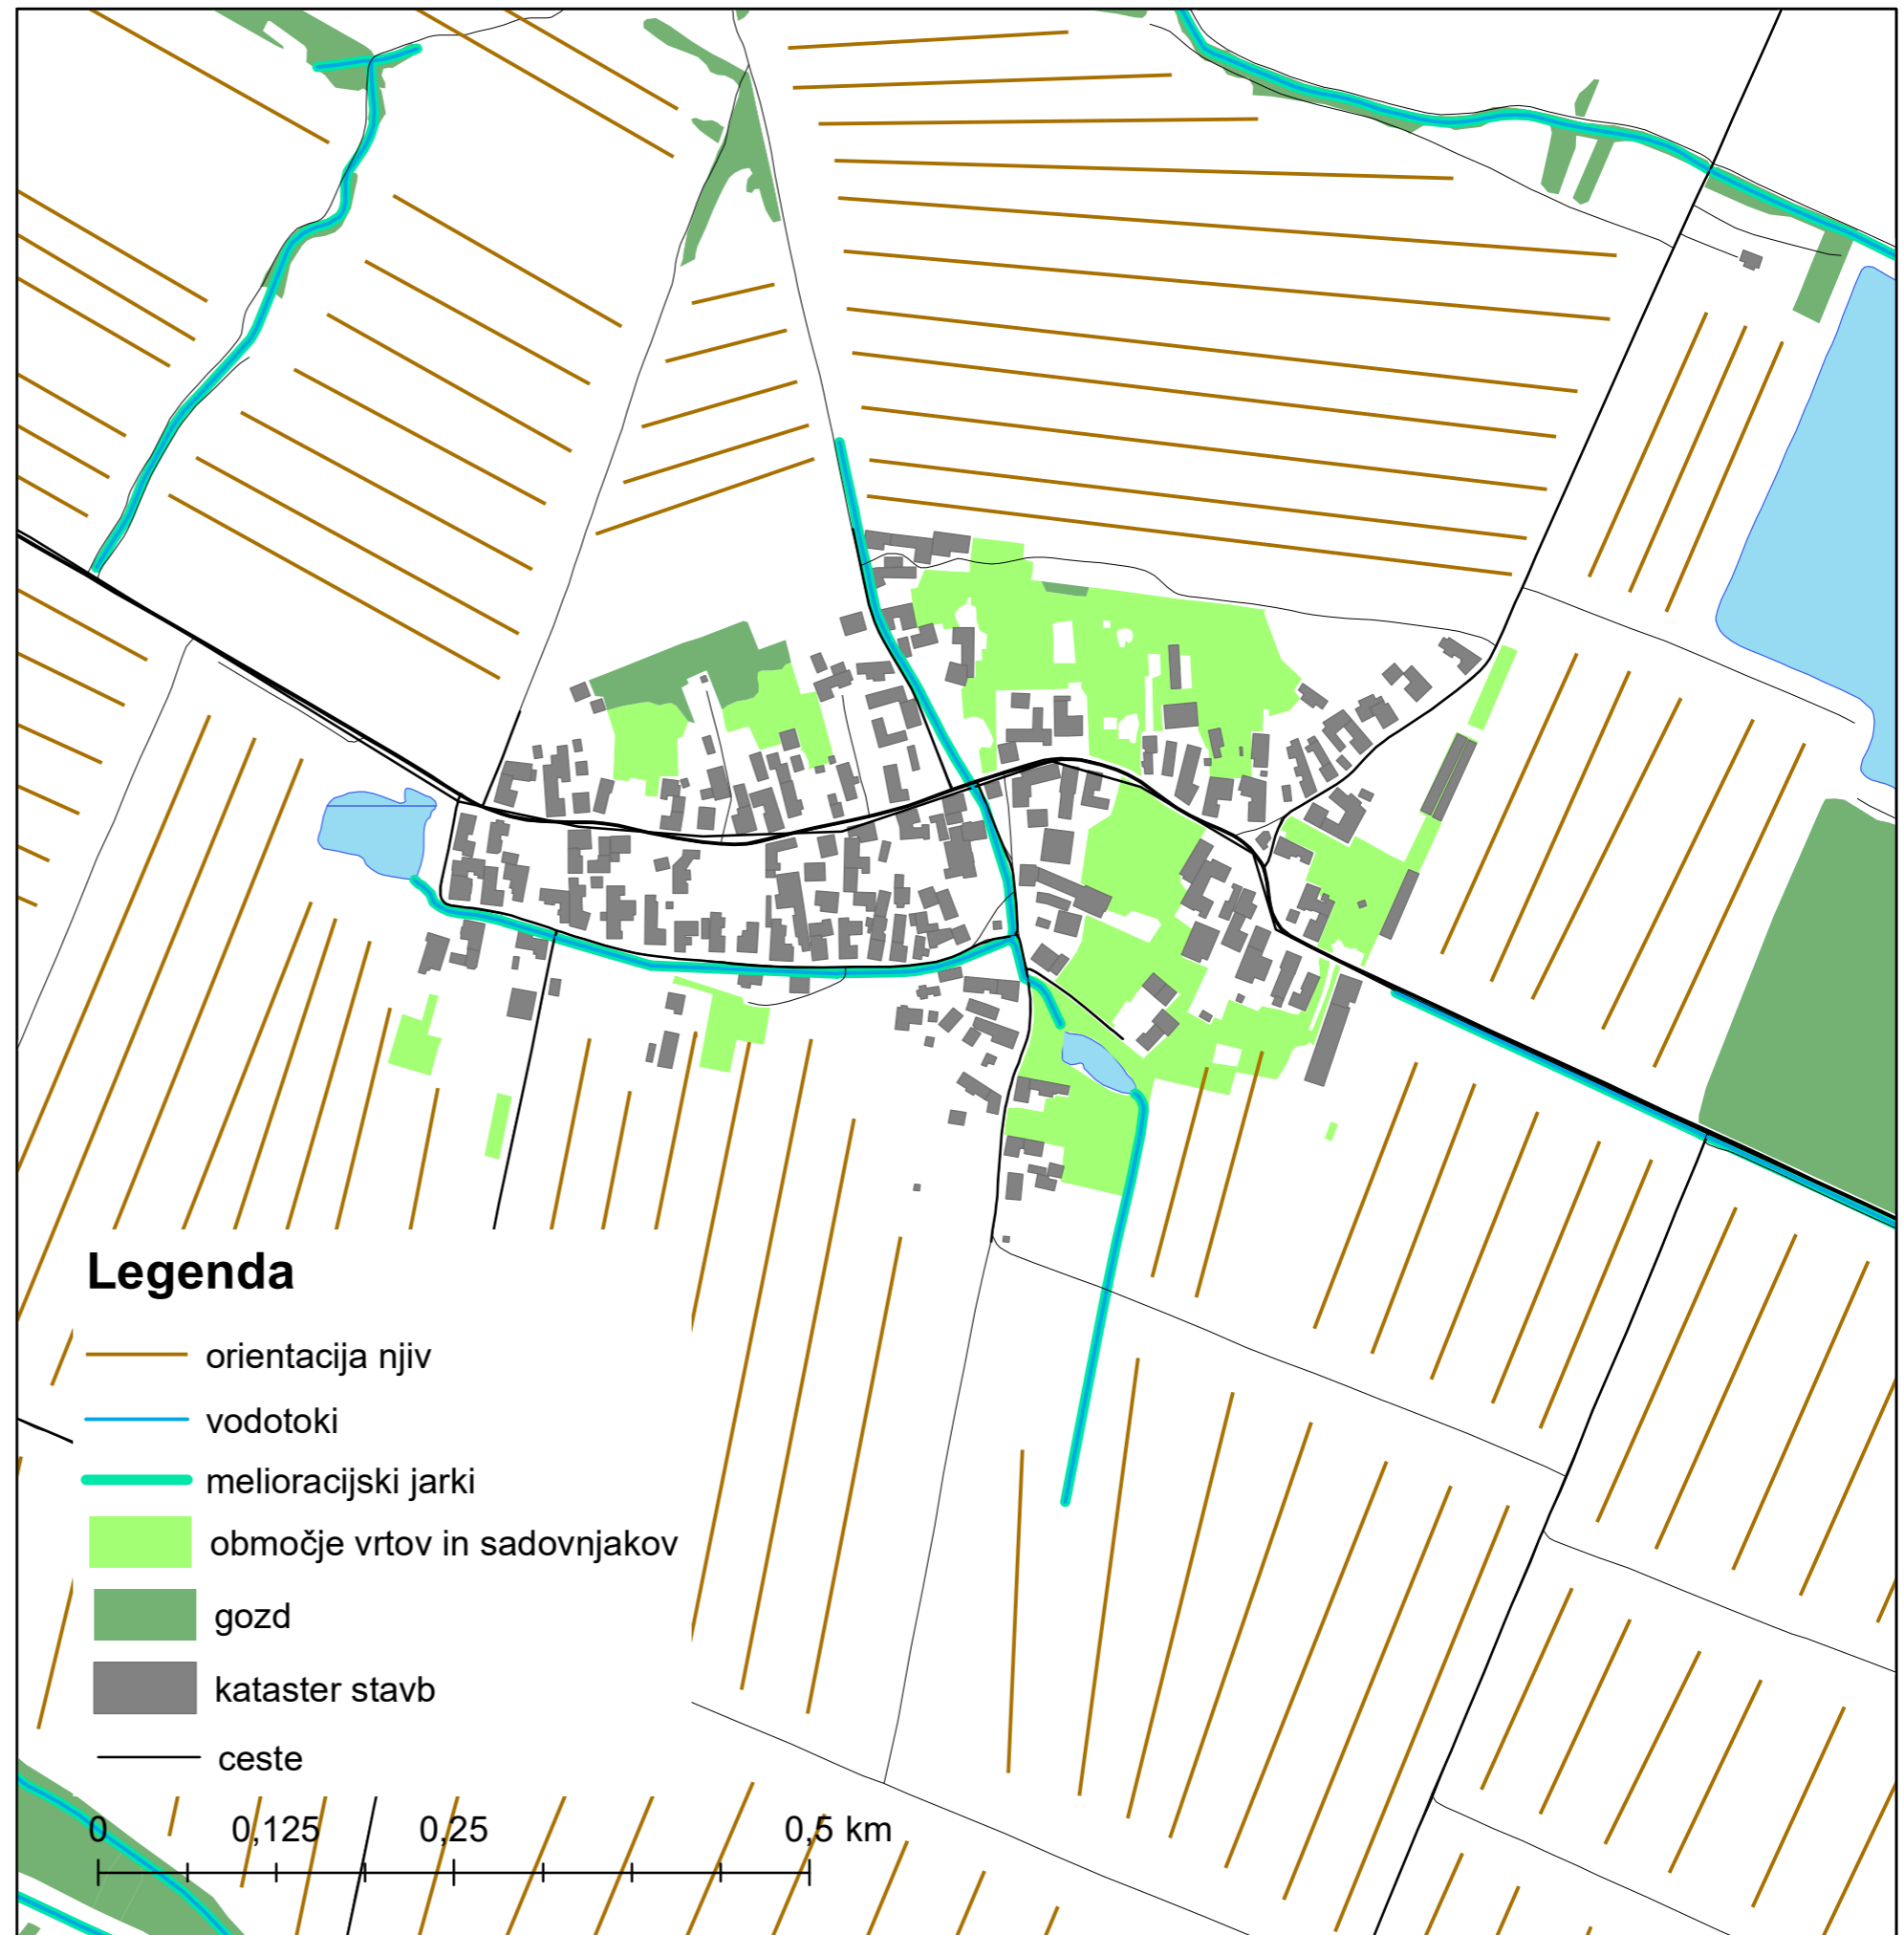 Legenda
orientacija njiv
vodotoki
melioracijski jarki
območje vrtov in sadovnjakov
gozd
kataster stavb
ceste
0 0,125 0,25 0,5 km